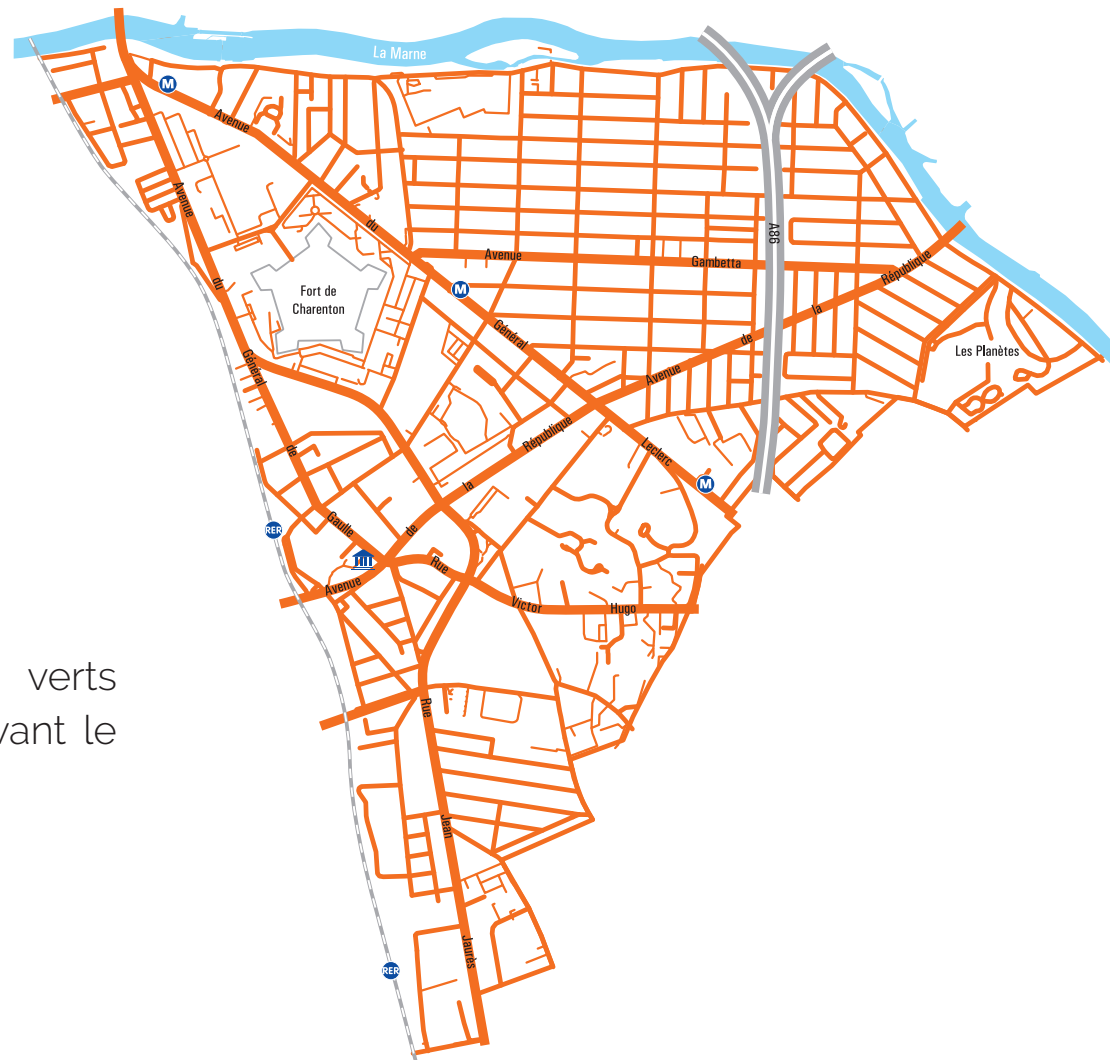 La Marne
M
Avenue
du
Général
Leclerc
M
M
Avenue
du
Général
de
Gaulle
Fort de
Charenton
Avenue
Gambetta
A86
Avenue
de
la
République
Avenue
de
la
République
Les Planètes
RER
Rue
Victor
Hugo
verts
vant le
Rue
Jean
Jaurès
RER